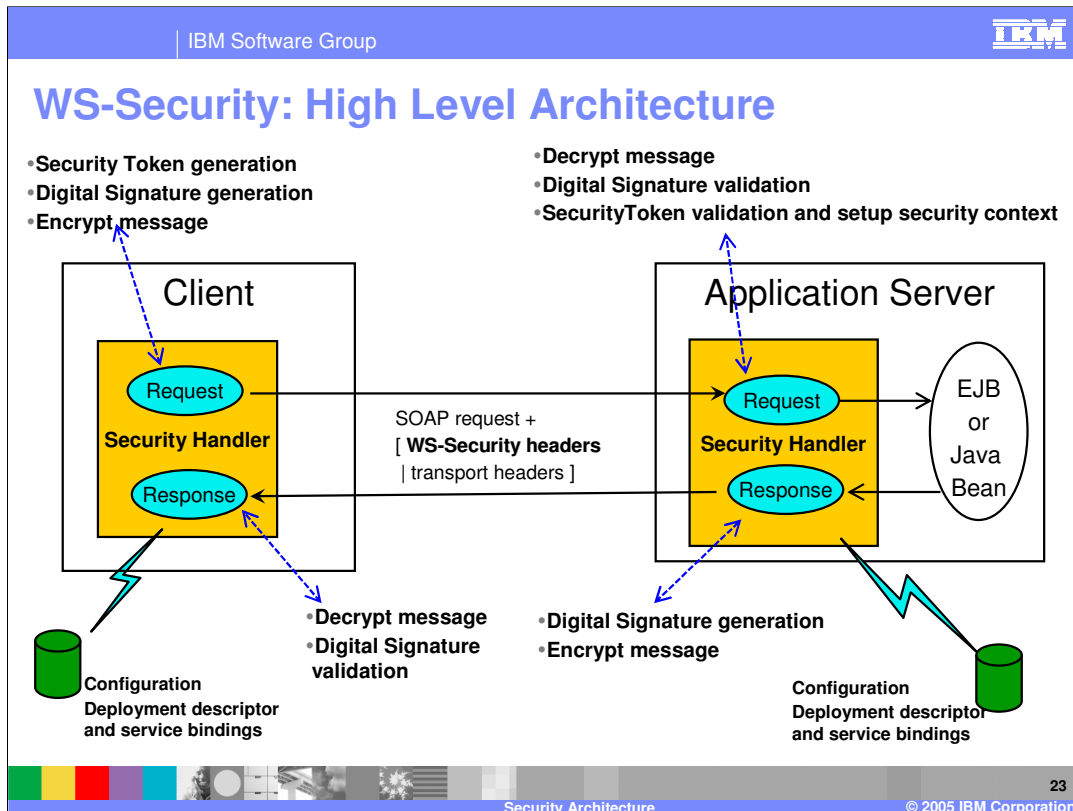 IBM Software Group
IBM
WS-Security: High Level Architecture
•Security Token generation
•Digital Signature generation
•Encrypt message
•Decrypt message
•Digital Signature validation
•SecurityToken validation and setup security context
Client
Request
Security Handler
Response
SOAP request +
[ WS-Security headers
| transport headers ]
Application Server
Request
Security Handler
Response
EJB
or
Java
Bean
•Decrypt message
•Digital Signature
validation
•Digital Signature generation
•Encrypt message
Configuration
Deployment descriptor
and service bindings
Configuration
Deployment descriptor
and service bindings
23
Security Architecture
© 2005 IBM Corporation